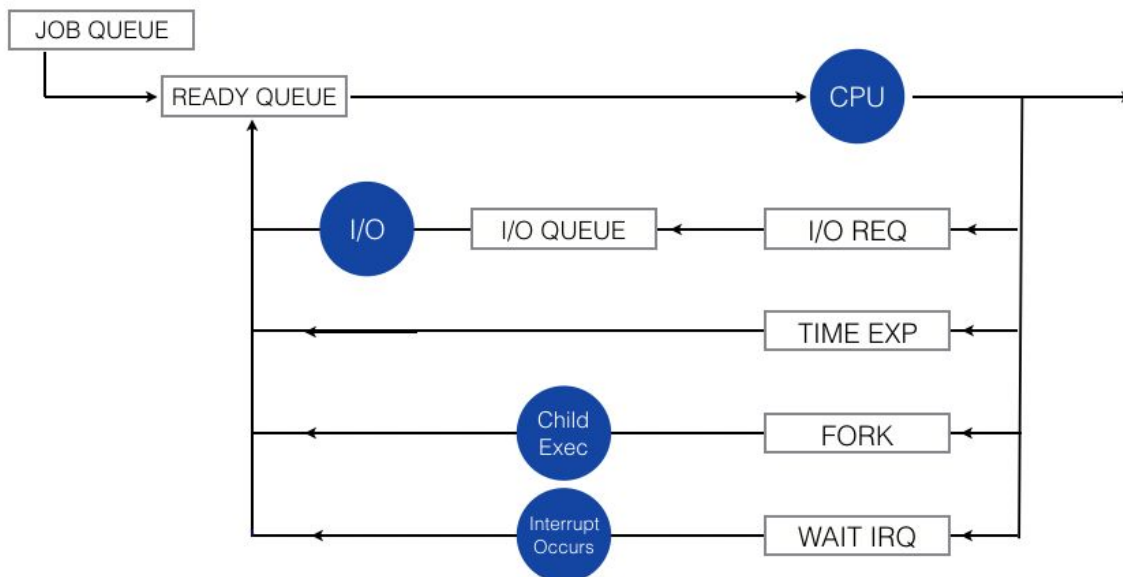 JOB QUEUE
READY QUEUE
CPU
I/O
I/O QUEUE
I/O REQ
TIME EXP
Child
Exec
FORK
Interrupt
Occurs
WAIT IRQ